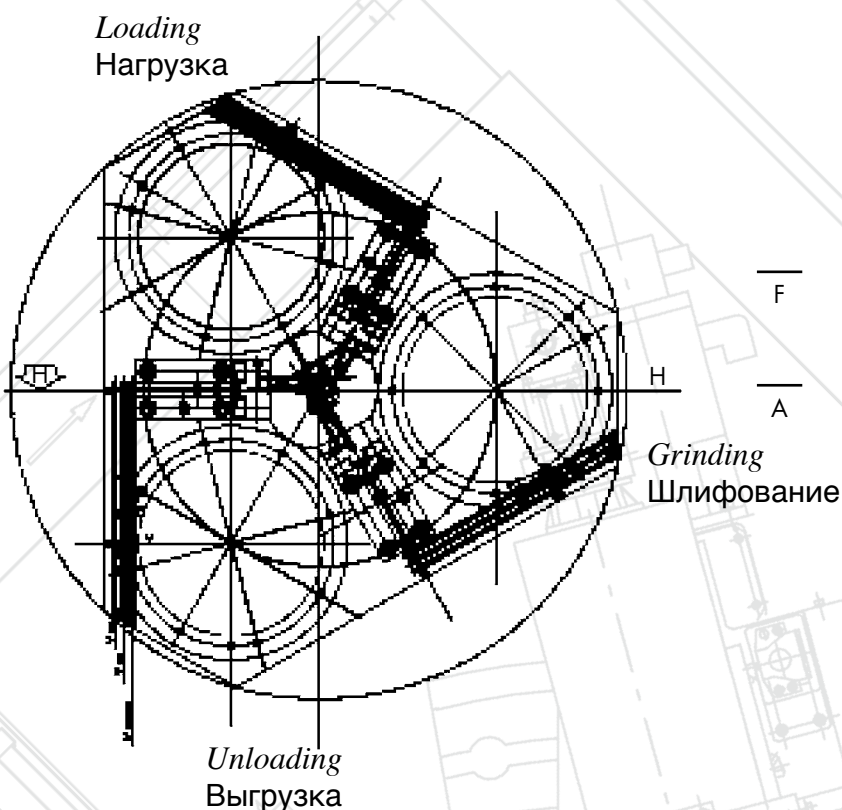 Loading
Нагрузка
F
H
H
A
Grinding
Шлифование
Unloading
Выгрузка